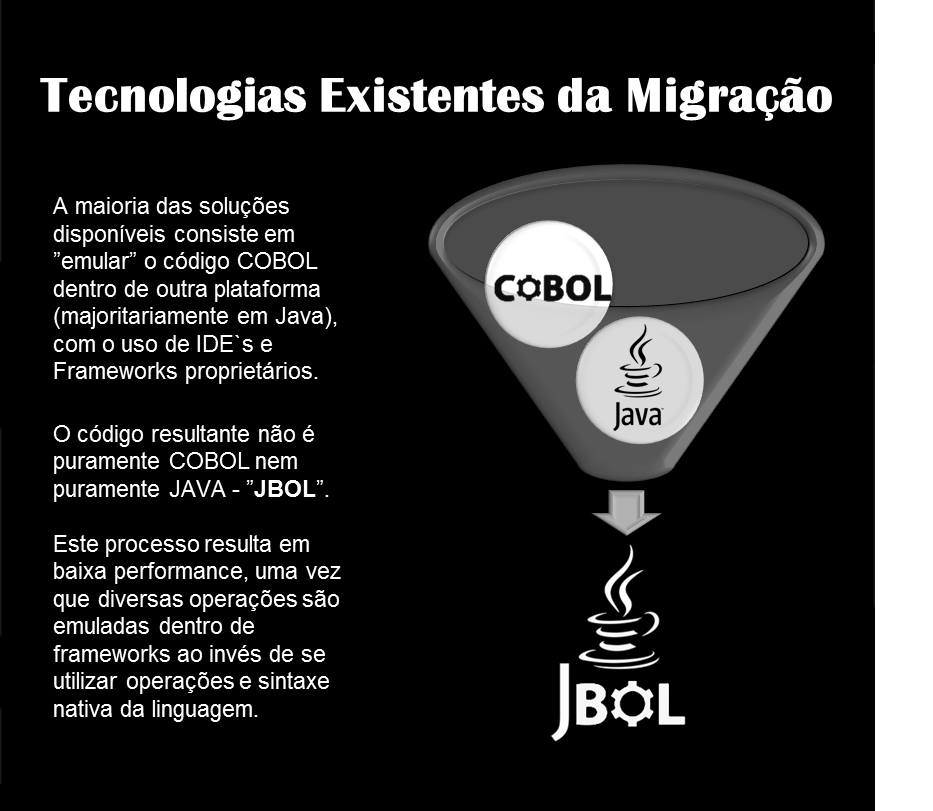 Tecnologias Existentes da Migração
A maioria das soluções
disponíveis consiste em
”emular” o código COBOL
dentro de outra plataforma
(majoritariamente em Java),
com o uso de IDE`s e
Frameworks proprietários.
O código resultante não é
puramente COBOL nem
puramente JAVA - ”JBOL”.
Este processo resulta em
baixa performance, uma vez
que diversas operações são
emuladas dentro de
frameworks ao invés de se
utilizar operações e sintaxe
nativa da linguagem.
COBOL
Java
JBOL